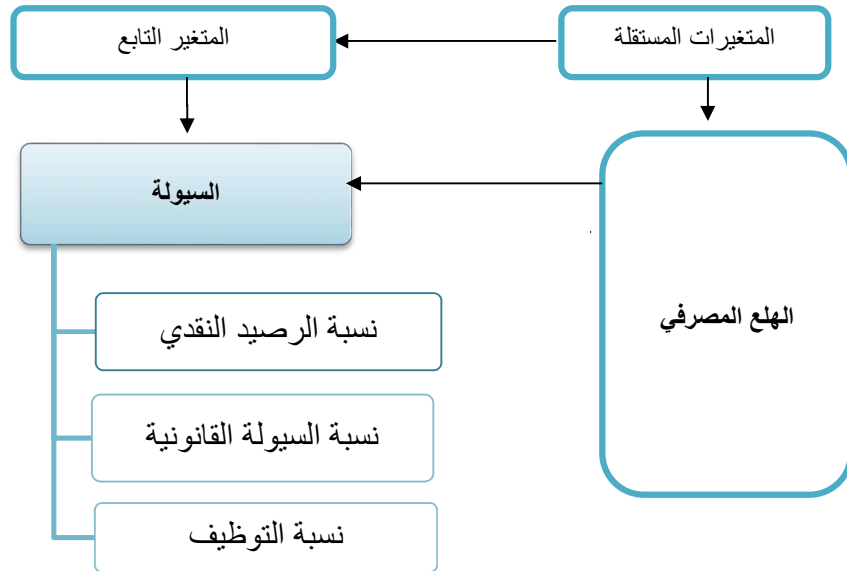 المتغيرات المستقلة
المتغير التابع
الهلع المصرفي
السيولة
نسبة الرصيد النقدي
نسبة السيولة القانونية
نسبة التوظيف